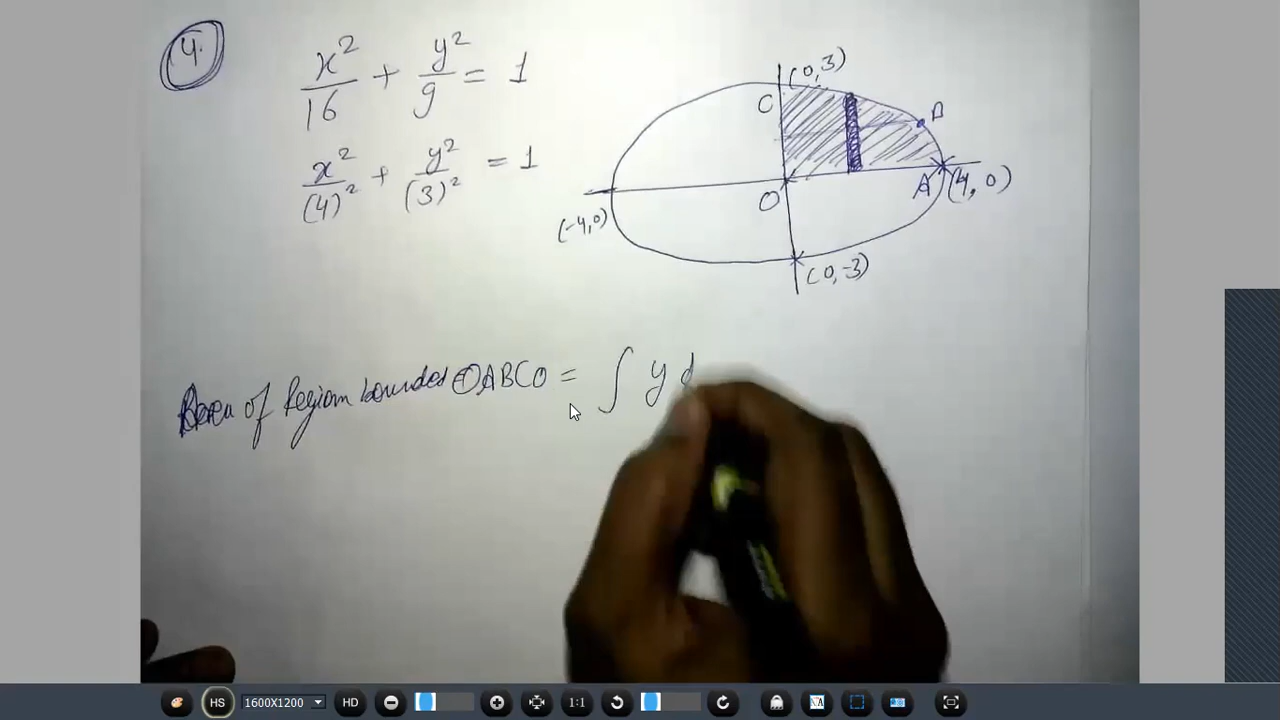 4.
x²/16 + y²/9 = 1
x²/(4)² + y²/(3)² = 1
(0,3)
C
B
O
A (4,0)
(-4,0)
(0,-3)
Area of Region bounded OABCO = ∫ y d
HS 1600X1200 HD 1:1